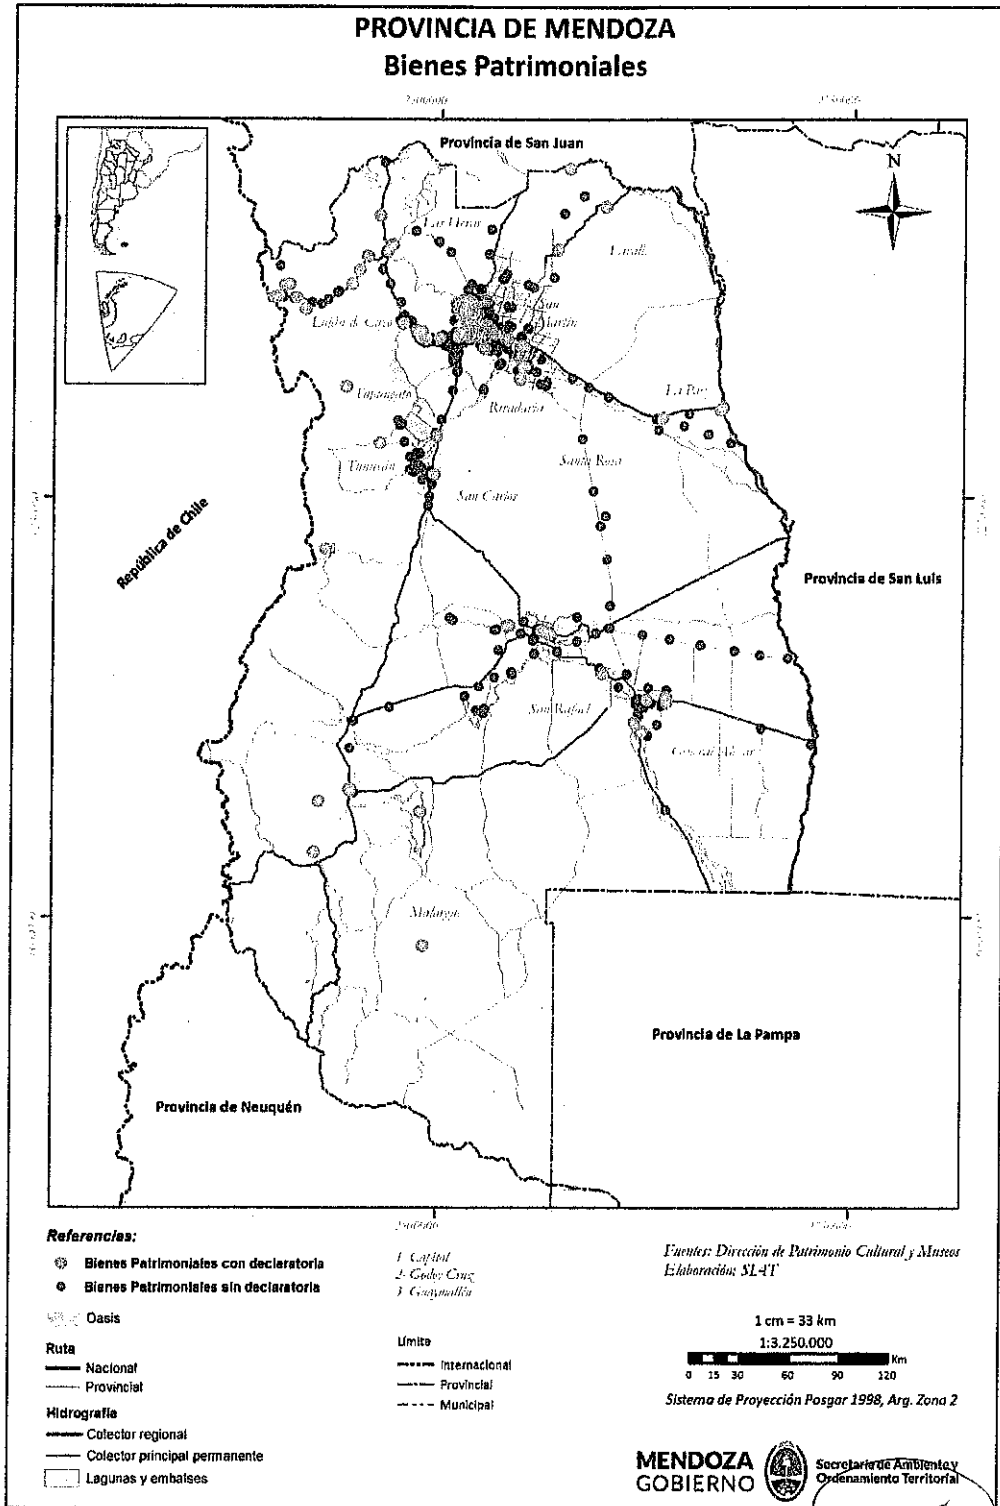 PROVINCIA DE MENDOZA
Bienes Patrimoniales
Provincia de San Juan
N
Las Heras
Lavalle
San
Martín
Luján de Cuyo
La Paz
Tupungato
Rivadavia
Tunuyán
Santa Rosa
San Carlos
República de Chile
Provincia de San Luis
San Rafael
General Alvear
Malargüe
Provincia de La Pampa
Provincia de Neuquén
Referencias:
Bienes Patrimoniales con declaratoria
Bienes Patrimoniales sin declaratoria
Oasis
Ruta
Nacional
Provincial
Hidrografía
Colector regional
Colector principal permanente
Lagunas y embalses
1 Capital
2- Godoy Cruz
3 Guaymallén
Límite
Internacional
Provincial
Municipal
Fuentes: Dirección de Patrimonio Cultural y Museos
Elaboración: SLAT
1 cm = 33 km
1:3.250.000
Km
0 15 30 60 90 120
Sistema de Proyección Posgar 1998, Arg. Zona 2
MENDOZA
GOBIERNO
Secretaría de Ambiente y
Ordenamiento Territorial